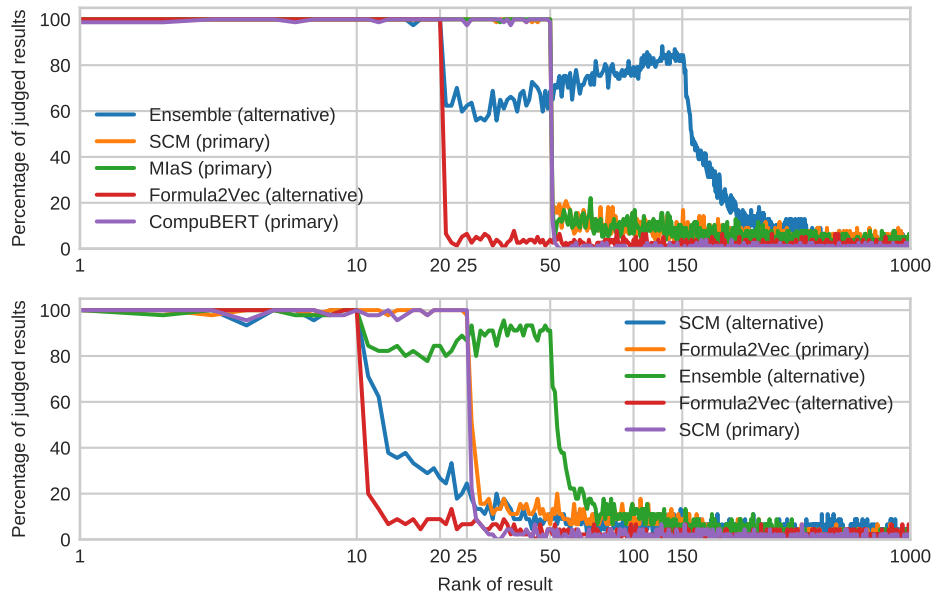 Percentage of judged results
100
80
60
40
20
0
Ensemble (alternative)
SCM (primary)
MIaS (primary)
Formula2Vec (alternative)
CompuBERT (primary)
1 10 20 25 50 100 150 1000
Percentage of judged results
100
80
60
40
20
0
SCM (alternative)
Formula2Vec (primary)
Ensemble (alternative)
Formula2Vec (alternative)
SCM (primary)
1 10 20 25 50 100 150 1000
Rank of result